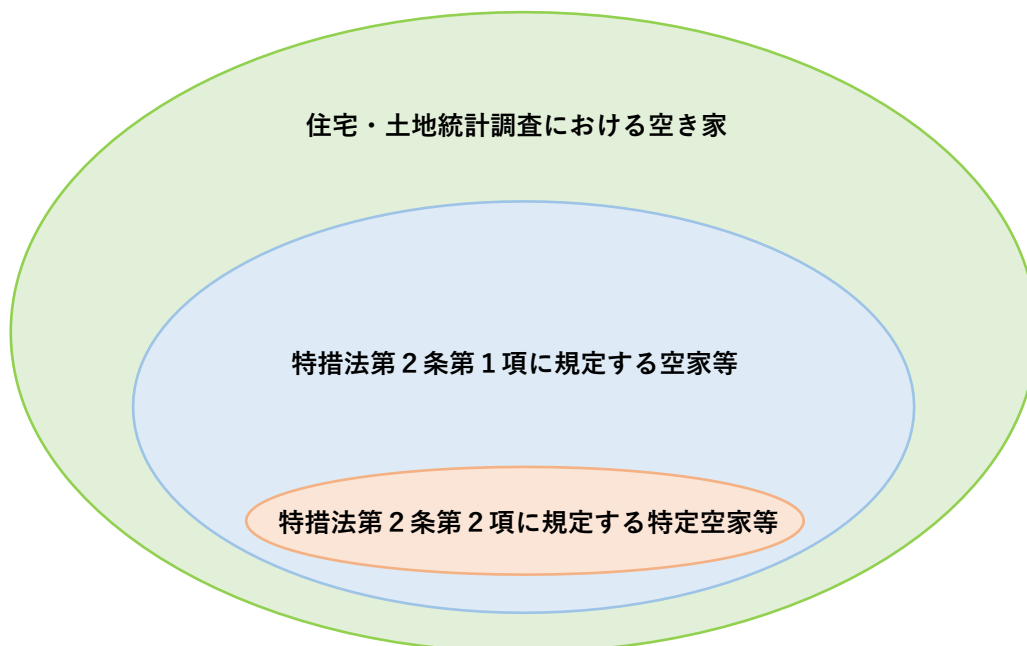 住宅・土地統計調査における空き家
特措法第２条第１項に規定する空家等
特措法第２条第２項に規定する特定空家等